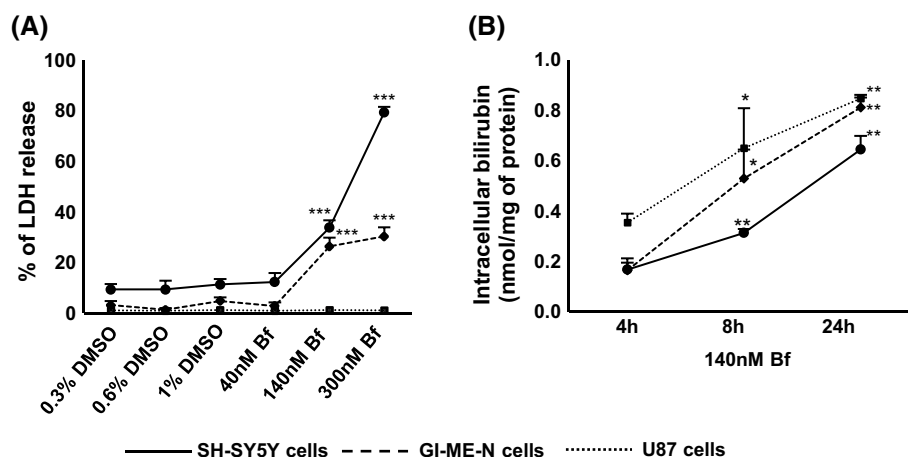 (A)
100
80
60
40
20
0
% of LDH release
***
***
***
***
0.3% DMSO
0.6% DMSO
1% DMSO
40nM Bf
140nM Bf
300nM Bf
(B)
1.0
0.8
0.6
0.4
0.2
0.0
Intracellular bilirubin
(nmol/mg of protein)
*
*
**
**
**
**
4h
8h
24h
140nM Bf
SH-SY5Y cells
GI-ME-N cells
U87 cells